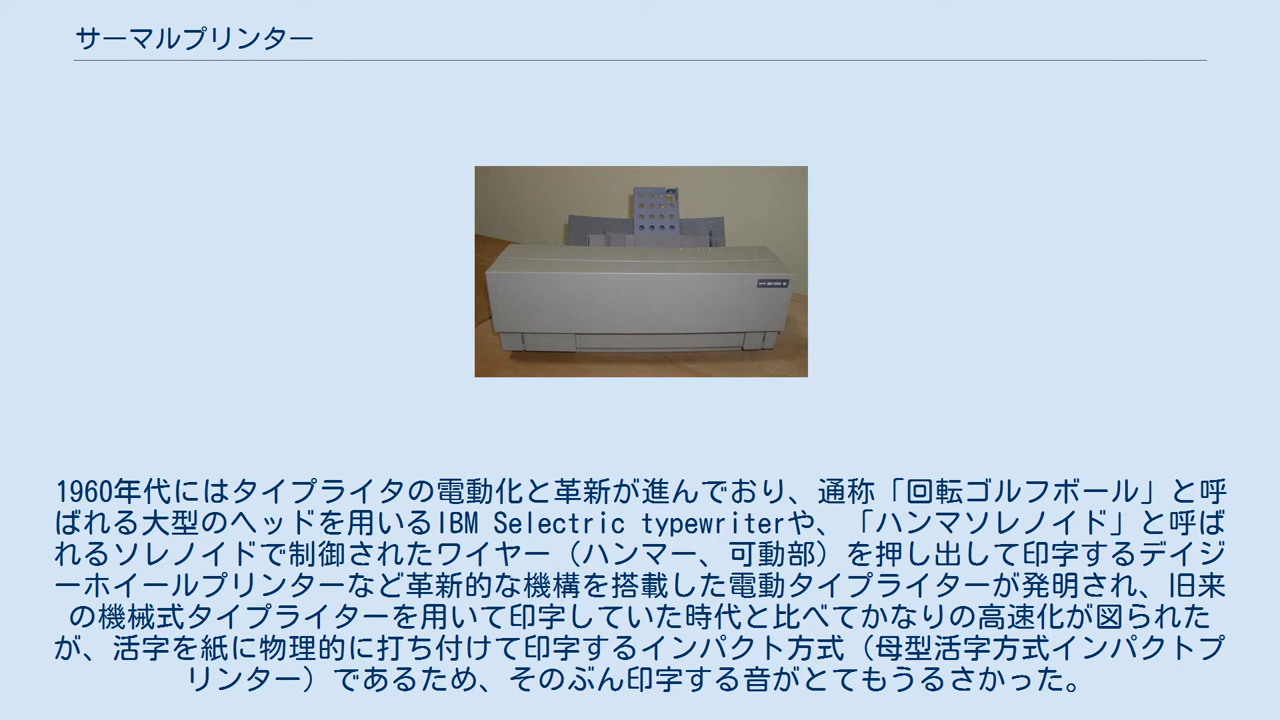 サーマルプリンター
1960年代にはタイプライタの電動化と革新が進んでおり、通称「回転ゴルフボール」と呼
ばれる大型のヘッドを用いるIBM Selectric typewriterや、「ハンマソレノイド」と呼ば
れるソレノイドで制御されたワイヤー（ハンマー、可動部）を押し出して印字するデイジ
ーホイールプリンターなど革新的な機構を搭載した電動タイプライターが発明され、旧来
の機械式タイプライターを用いて印字していた時代と比べてかなりの高速化が図られた
が、活字を紙に物理的に打ち付けて印字するインパクト方式（母型活字方式インパクトプ
リンター）であるため、そのぶん印字する音がとてもうるさかった。